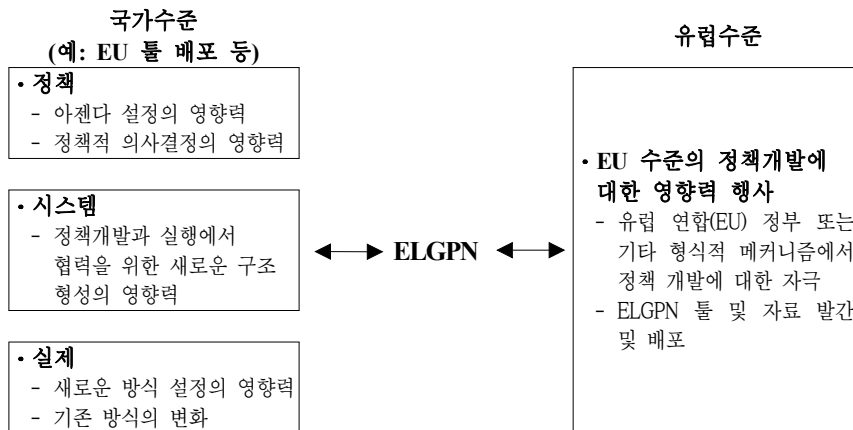 국가수준
(예: EU 툴 배포 등)
• 정책
- 아젠다 설정의 영향력
- 정책적 의사결정의 영향력
• 시스템
- 정책개발과 실행에서
협력을 위한 새로운 구조
형성의 영향력
• 실제
- 새로운 방식 설정의 영향력
- 기존 방식의 변화
ELGPN
유럽수준
• EU 수준의 정책개발에
대한 영향력 행사
- 유럽 연합(EU) 정부 또는
기타 형식적 메커니즘에서
정책 개발에 대한 자극
- ELGPN 툴 및 자료 발간
및 배포